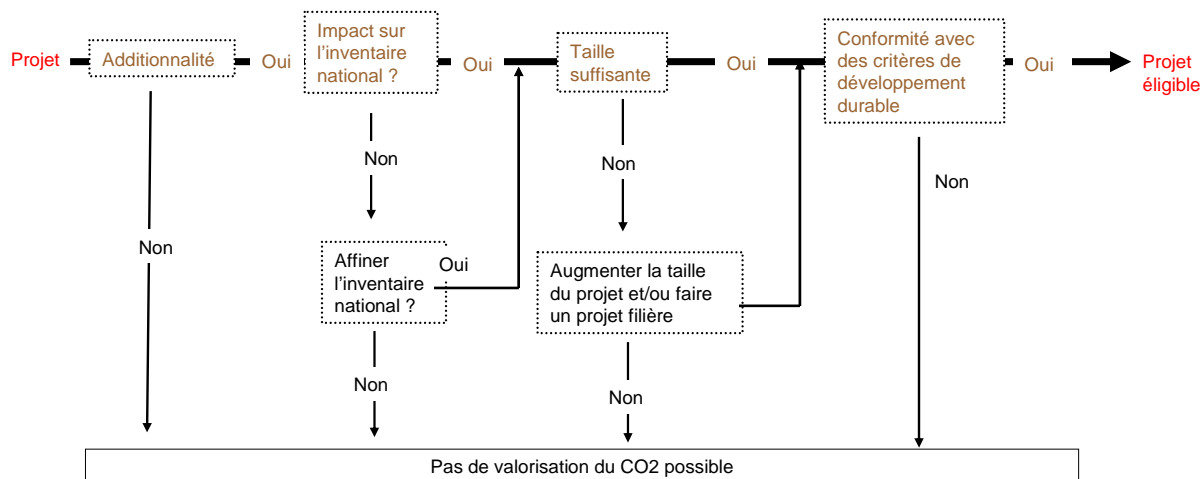 Projet
Additionnalité
Oui
Impact sur
l’inventaire
national ?
Oui
Taille
suffisante
Oui
Conformité avec
des critères de
développement
durable
Oui
Projet
éligible
Non
Non
Non
Non
Affiner
l’inventaire
national ?
Oui
Augmenter la taille
du projet et/ou faire
un projet filière
Non
Non
Pas de valorisation du CO2 possible